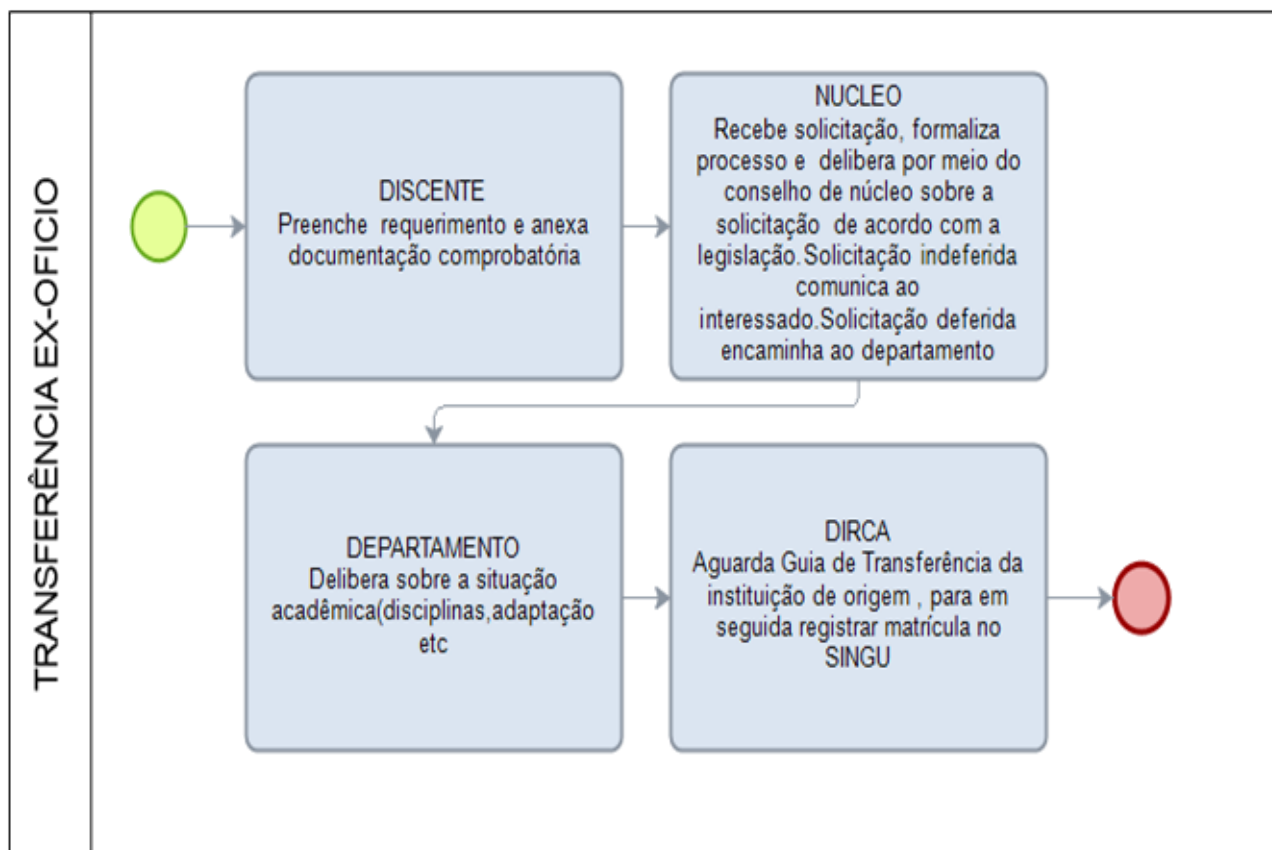 TRANSFERÊNCIA EX-OFICIO
DISCENTE
Preenche requerimento e anexa
documentação comprobatória
NUCLEO
Recebe solicitação, formaliza
processo e delibera por meio do
conselho de núcleo sobre a
solicitação de acordo com a
legislação.Solicitação indeferida
comunica ao
interessado.Solicitação deferida
encaminha ao departamento
DEPARTAMENTO
Delibera sobre a situação
acadêmica(disciplinas,adaptação
etc
DIRCA
Aguarda Guia de Transferência da
instituição de origem , para em
seguida registrar matrícula no
SINGU